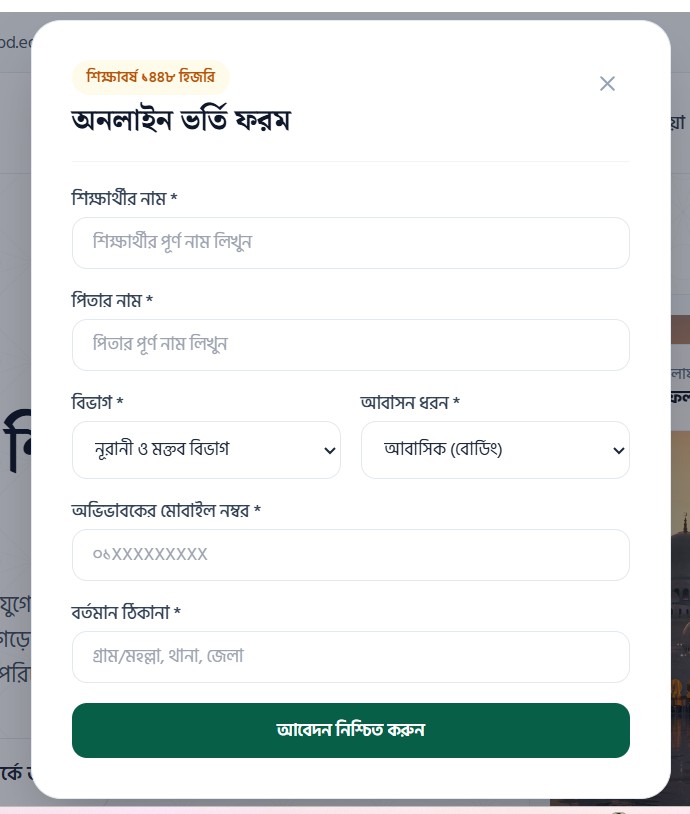 শিক্ষাবর্ষ ১৪৪৮ হিজরি
অনলাইন ভর্তি ফরম
শিক্ষার্থীর নাম *
শিক্ষার্থীর পূর্ণ নাম লিখুন
পিতার নাম *
পিতার পূর্ণ নাম লিখুন
বিভাগ * আবাসন ধরন *
নূরানী ও মক্তব বিভাগ আবাসিক (বোর্ডিং)
অভিভাবকের মোবাইল নম্বর *
০১XXXXXXXXX
বর্তমান ঠিকানা *
গ্রাম/মহল্লা, থানা, জেলা
আবেদন নিশ্চিত করুন